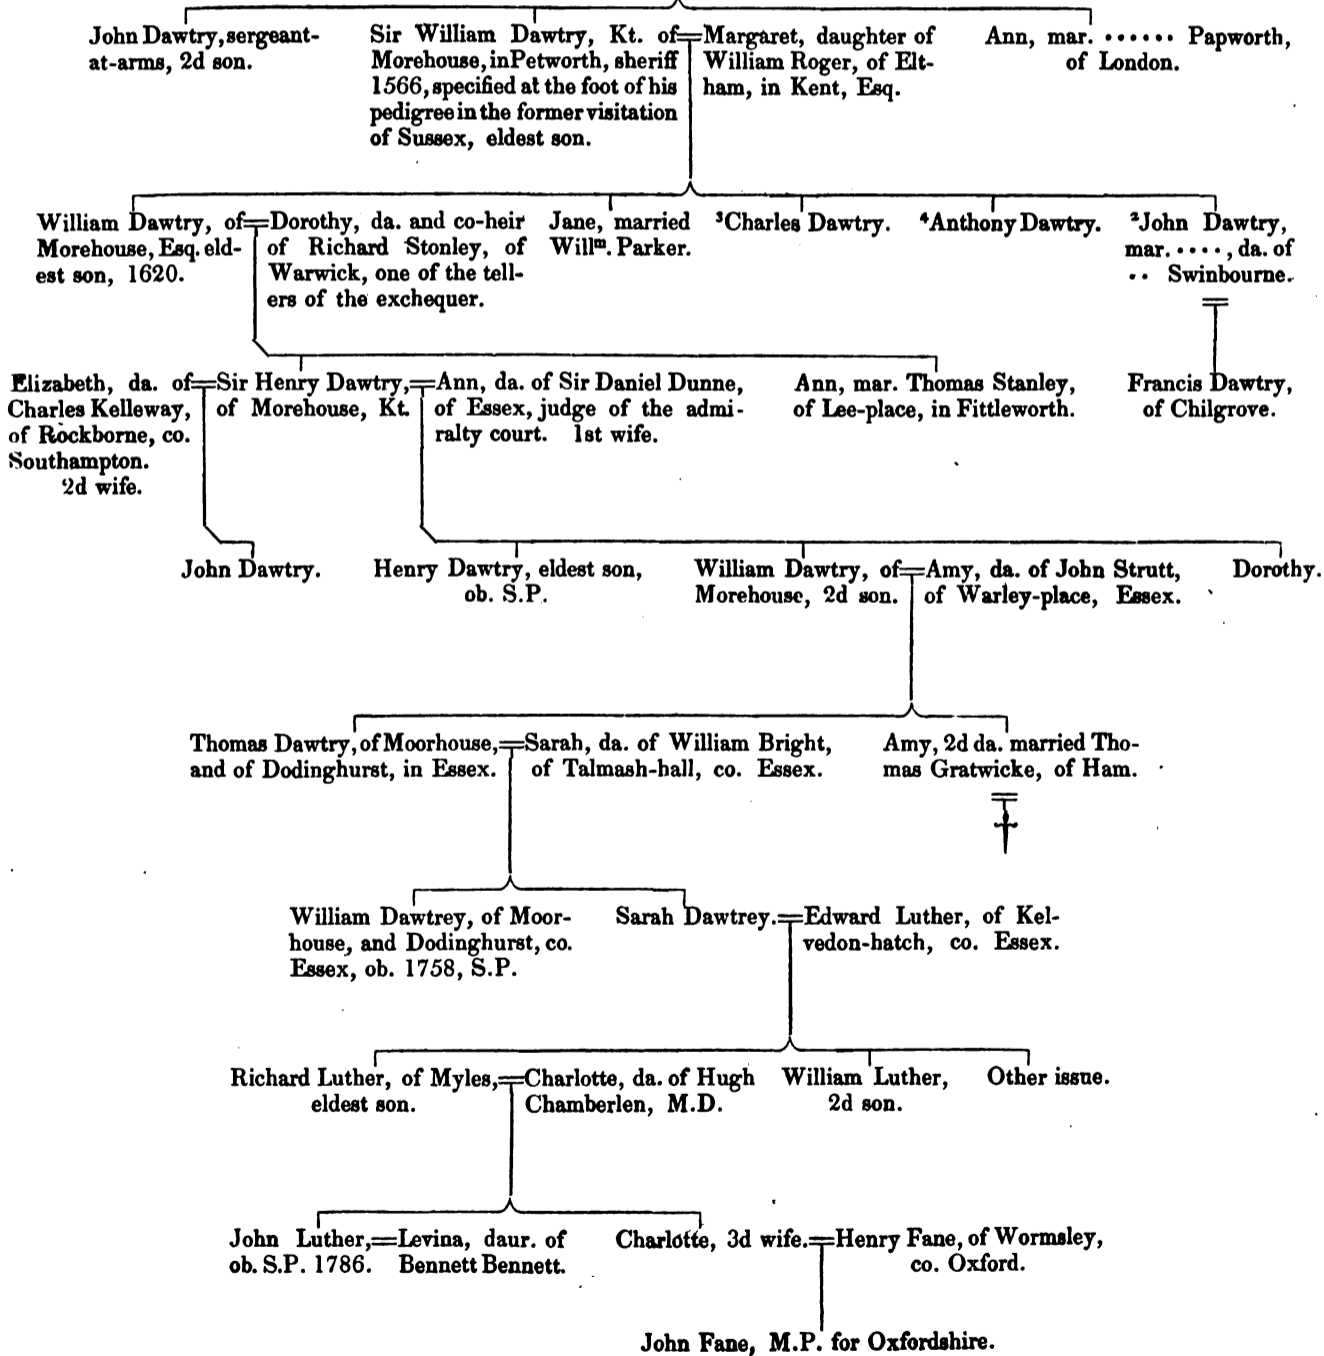 John Dawtry, sergeant-
at-arms, 2d son.
Sir William Dawtry, Kt. of
Morehouse, in Petworth, sheriff
1566, specified at the foot of his
pedigree in the former visitation
of Sussex, eldest son.
Margaret, daughter of
William Roger, of Elt-
ham, in Kent, Esq.
Ann, mar. ...... Papworth,
of London.
William Dawtry, of
Morehouse, Esq. eld-
est son, 1620.
Dorothy, da. and co-heir
of Richard Stonley, of
Warwick, one of the tell-
ers of the exchequer.
Jane, married
Willm. Parker.
³Charles Dawtry.
⁴Anthony Dawtry.
²John Dawtry,
mar. ...., da. of
.. Swinbourne.
Elizabeth, da. of
Charles Kelleway,
of Rockborne, co.
Southampton.
2d wife.
Sir Henry Dawtry,
of Morehouse, Kt.
Ann, da. of Sir Daniel Dunne,
of Essex, judge of the admi-
ralty court. 1st wife.
Ann, mar. Thomas Stanley,
of Lee-place, in Fittleworth.
Francis Dawtry,
of Chilgrove.
John Dawtry.
Henry Dawtry, eldest son,
ob. S.P.
William Dawtry, of
Morehouse, 2d son.
Amy, da. of John Strutt,
of Warley-place, Essex.
Dorothy.
Thomas Dawtry, of Moorhouse,
and of Dodinghurst, in Essex.
Sarah, da. of William Bright,
of Talmash-hall, co. Essex.
Amy, 2d da. married Tho-
mas Gratwicke, of Ham.
William Dawtrey, of Moor-
house, and Dodinghurst, co.
Essex, ob. 1758, S.P.
Sarah Dawtrey.
Edward Luther, of Kel-
vedon-hatch, co. Essex.
Richard Luther, of Myles,
eldest son.
Charlotte, da. of Hugh
Chamberlen, M.D.
William Luther,
2d son.
Other issue.
John Luther,
ob. S.P. 1786.
Levina, daur. of
Bennett Bennett.
Charlotte, 3d wife.
Henry Fane, of Wormsley,
co. Oxford.
John Fane, M.P. for Oxfordshire.